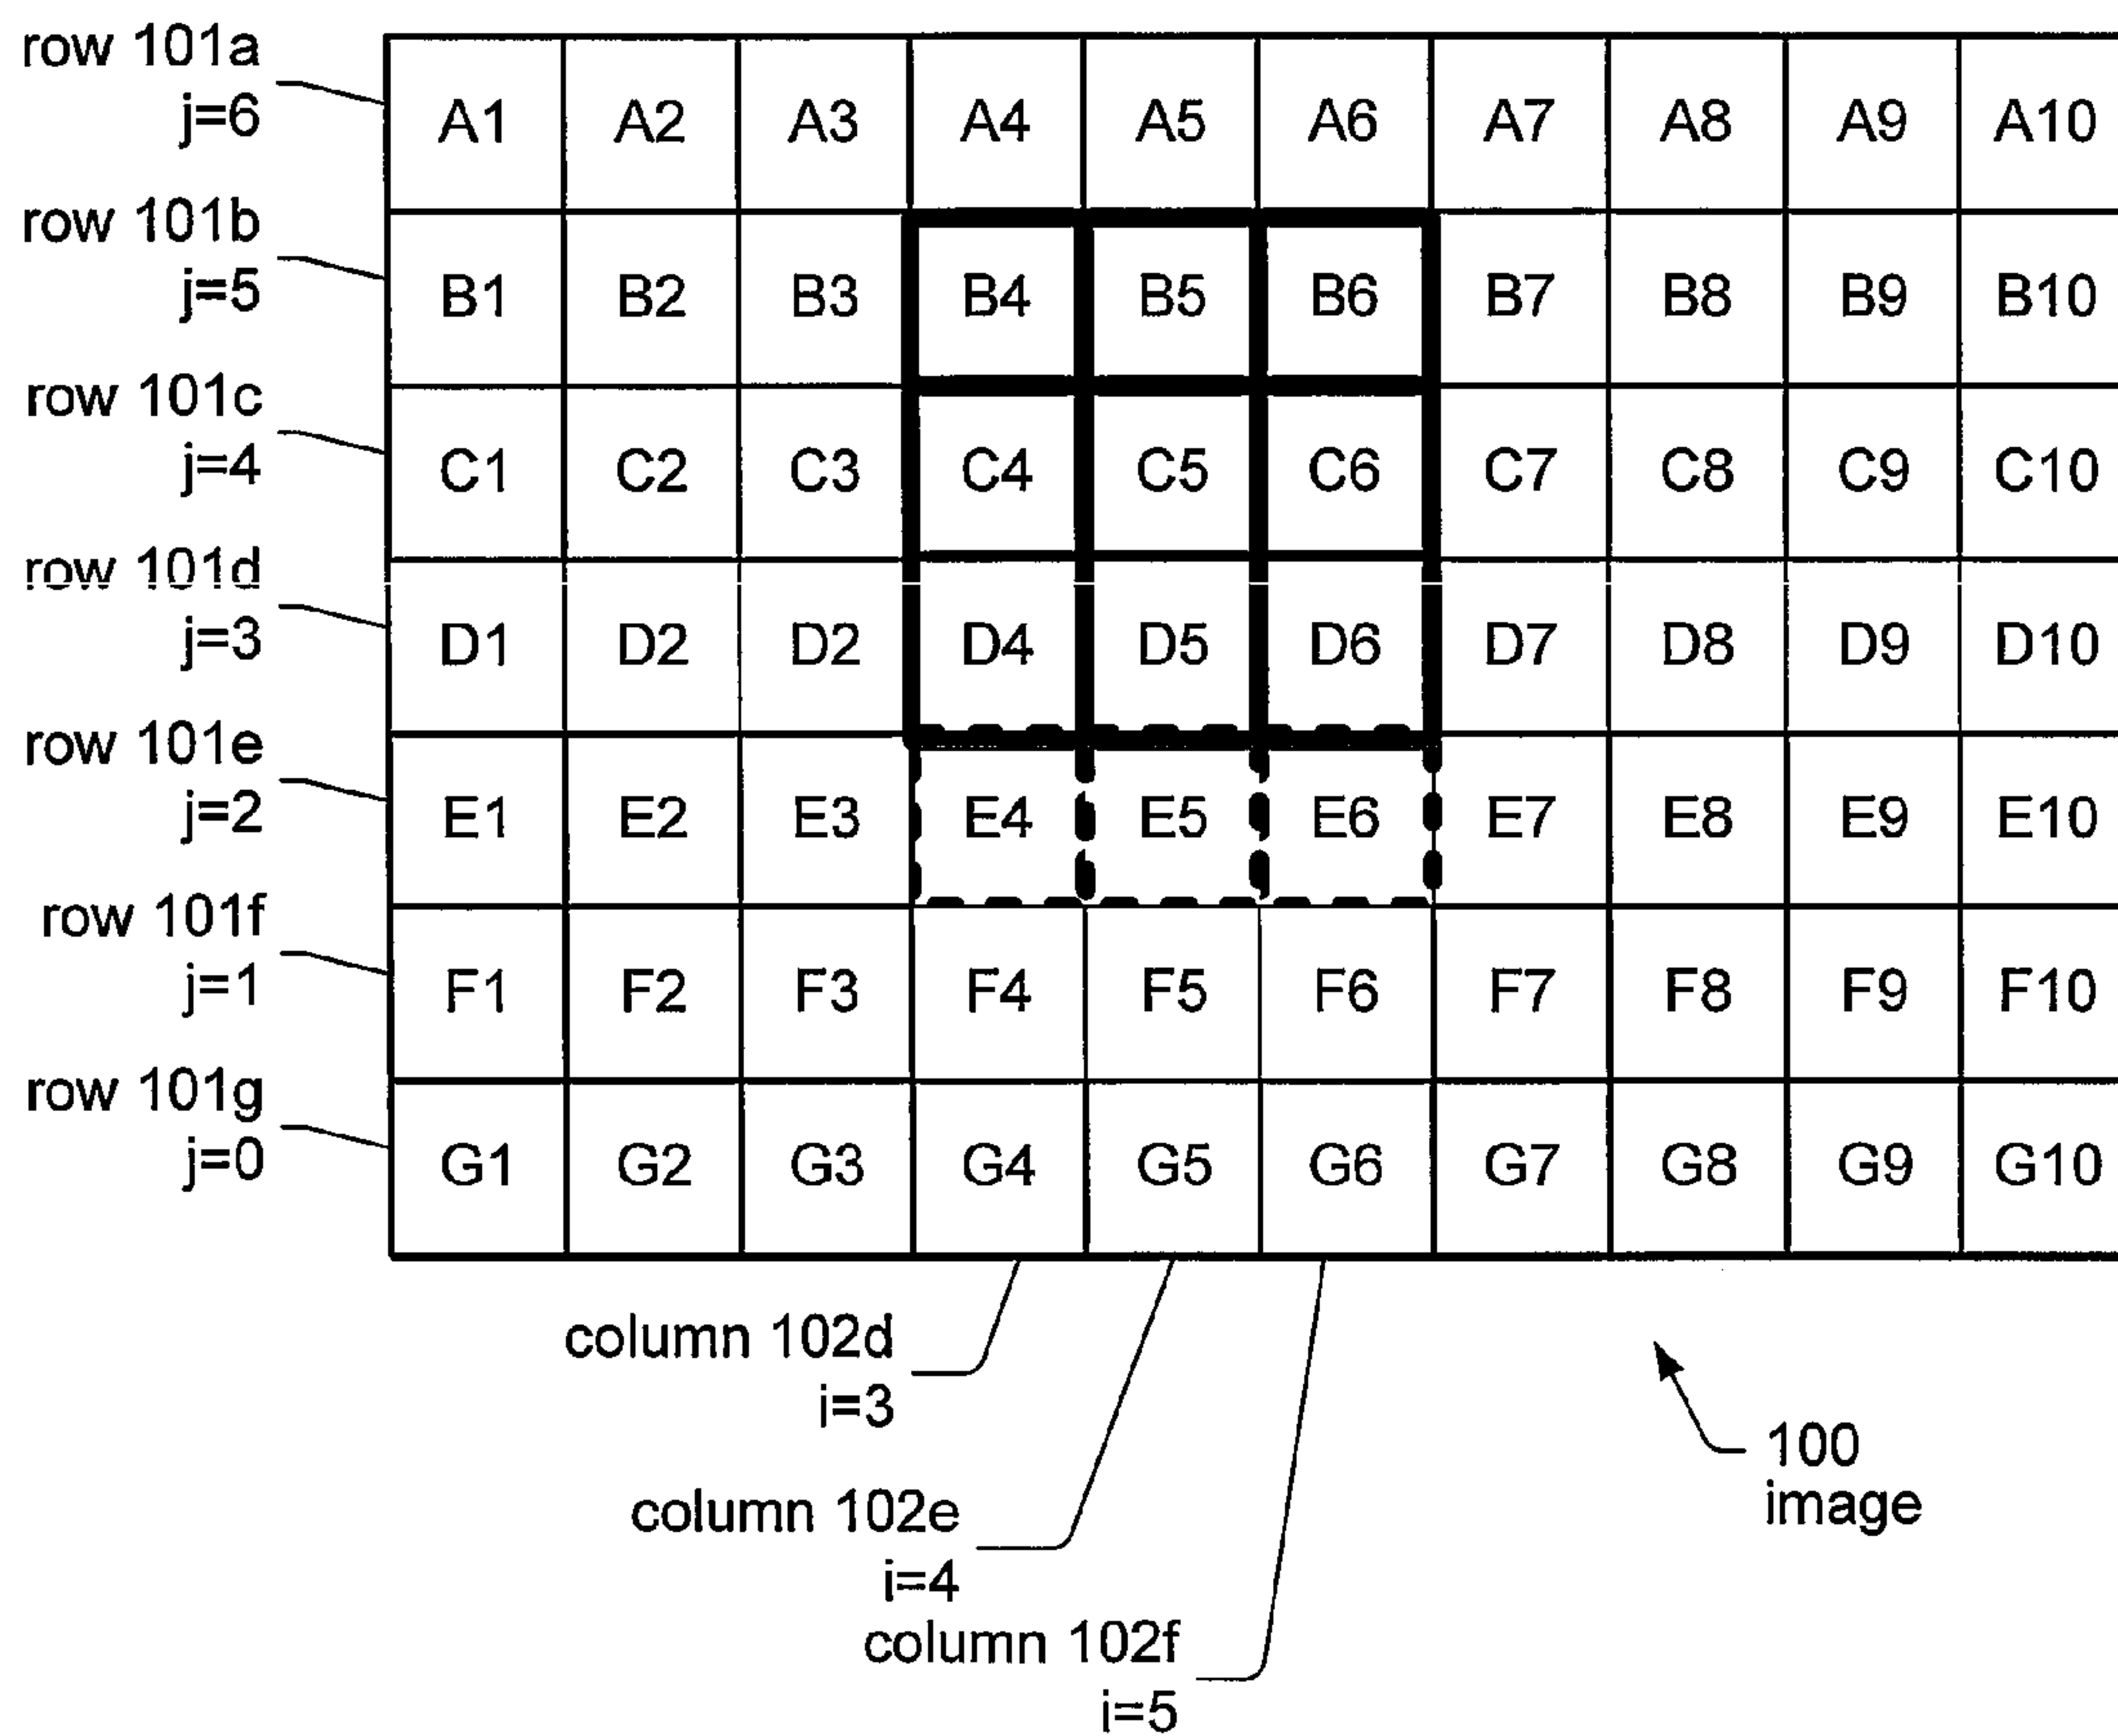 row 101a
j=6
A1 A2 A3 A4 A5 A6 A7 A8 A9 A10
row 101b
j=5
B1 B2 B3 B4 B5 B6 B7 B8 B9 B10
row 101c
j=4
C1 C2 C3 C4 C5 C6 C7 C8 C9 C10
row 101d
j=3
D1 D2 D2 D4 D5 D6 D7 D8 D9 D10
row 101e
j=2
E1 E2 E3 E4 E5 E6 E7 E8 E9 E10
row 101f
j=1
F1 F2 F3 F4 F5 F6 F7 F8 F9 F10
row 101g
j=0
G1 G2 G3 G4 G5 G6 G7 G8 G9 G10
column 102d
i=3
column 102e
i=4
column 102f
i=5
100
image